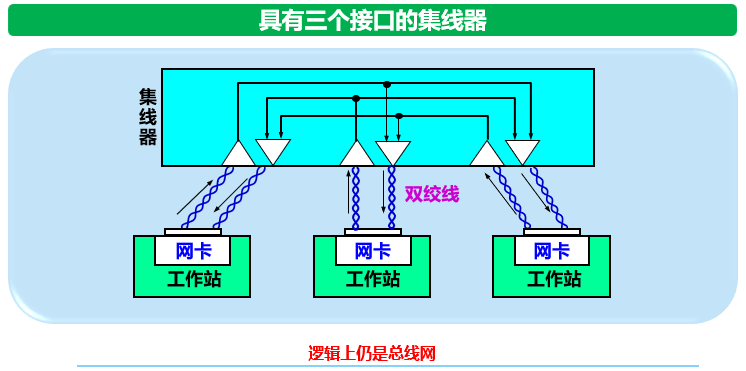 具有三个接口的集线器
集线器
双绞线
网卡
网卡
网卡
工作站
工作站
工作站
逻辑上仍是总线网